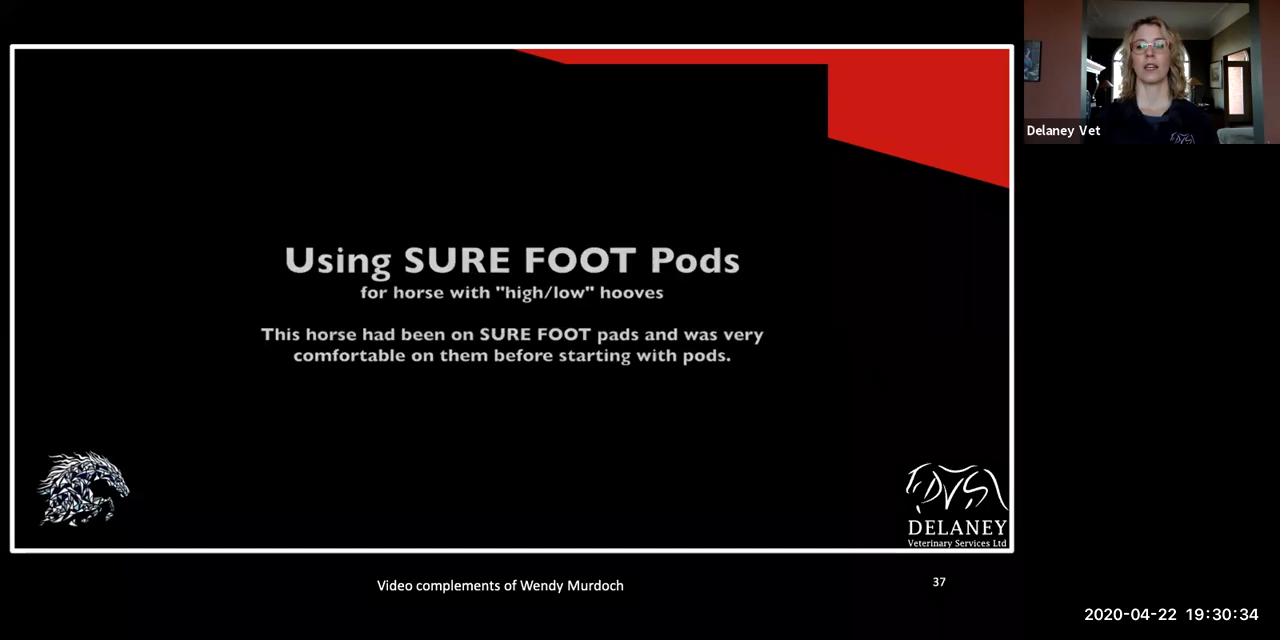 Delaney Vet
Using SURE FOOT Pods
for horse with "high/low" hooves
This horse had been on SURE FOOT pads and was very
comfortable on them before starting with pods.
DVS
DELANEY
Veterinary Services Ltd
Video complements of Wendy Murdoch
37
2020-04-22 19:30:34